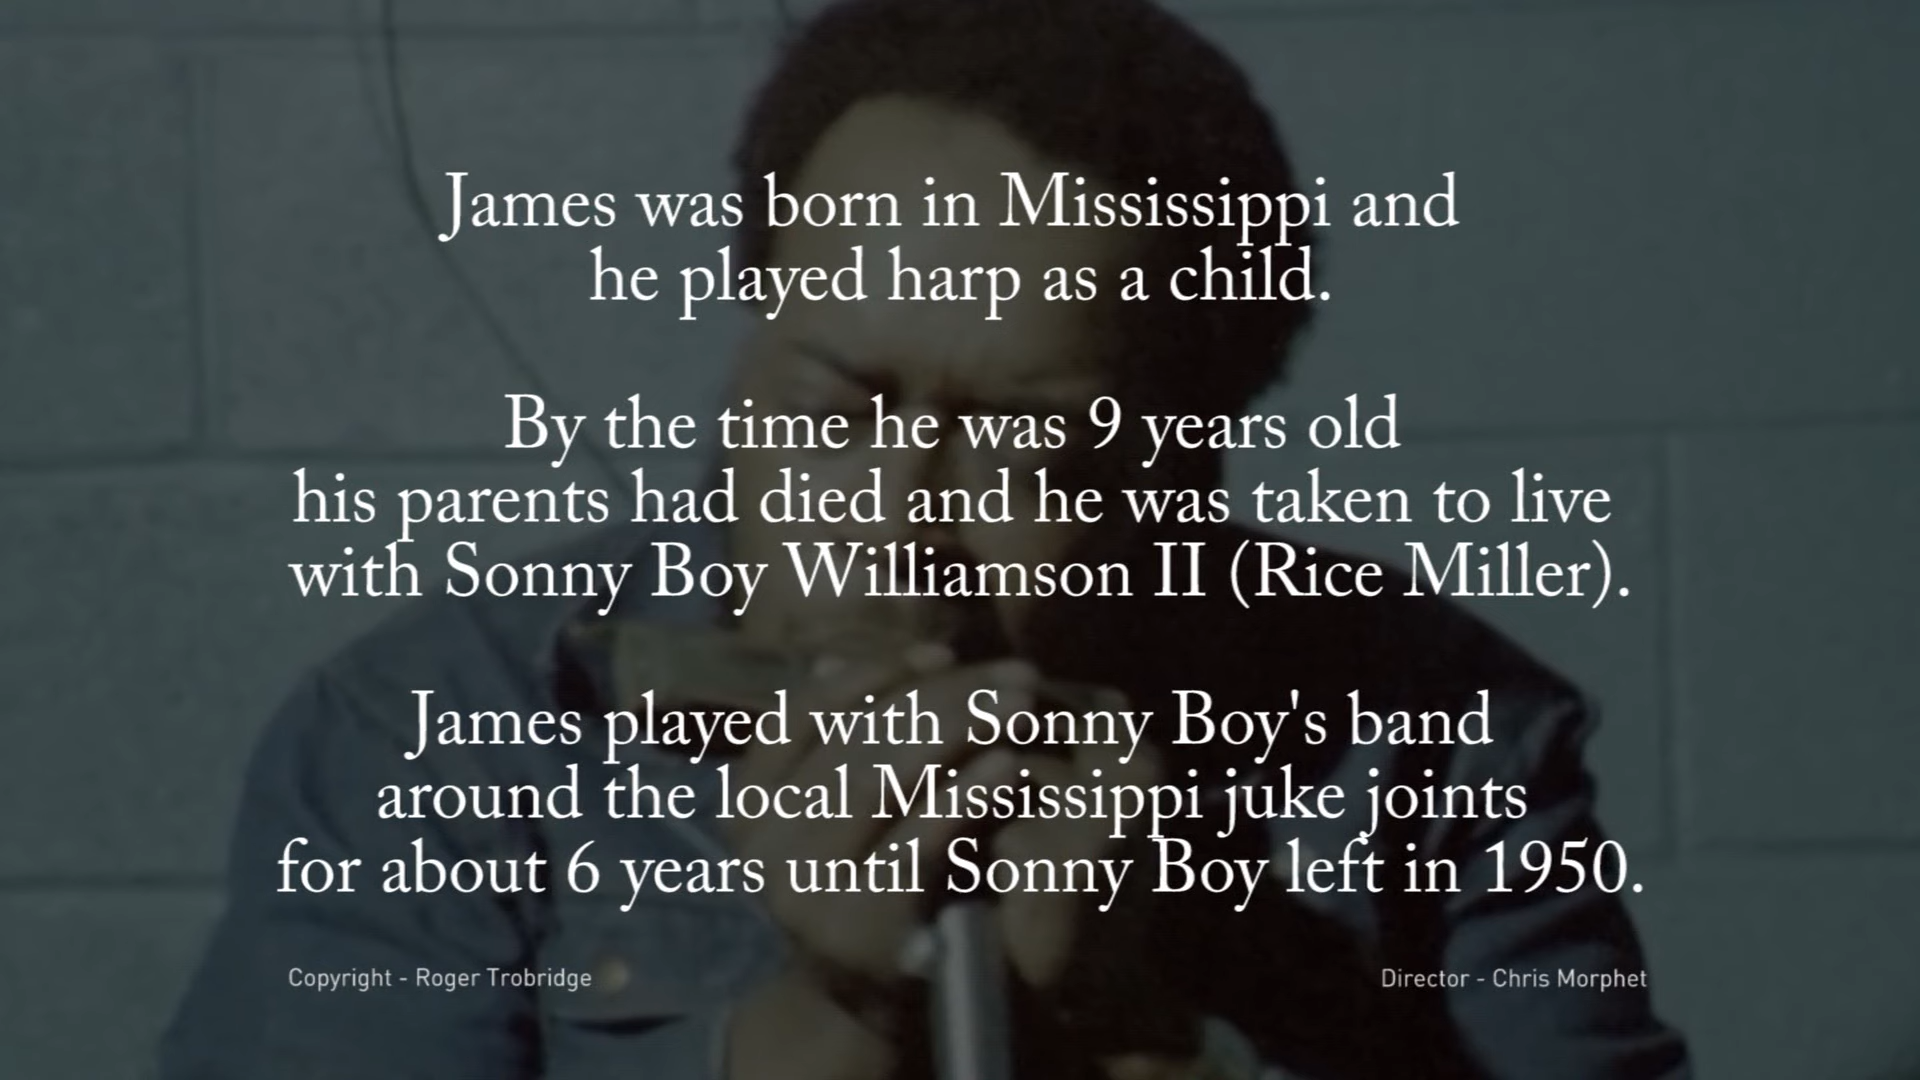 James was born in Mississippi and
he played harp as a child.
By the time he was 9 years old
his parents had died and he was taken to live
with Sonny Boy Williamson II (Rice Miller).
James played with Sonny Boy's band
around the local Mississippi juke joints
for about 6 years until Sonny Boy left in 1950.
Copyright - Roger Trobridge
Director - Chris Morphet